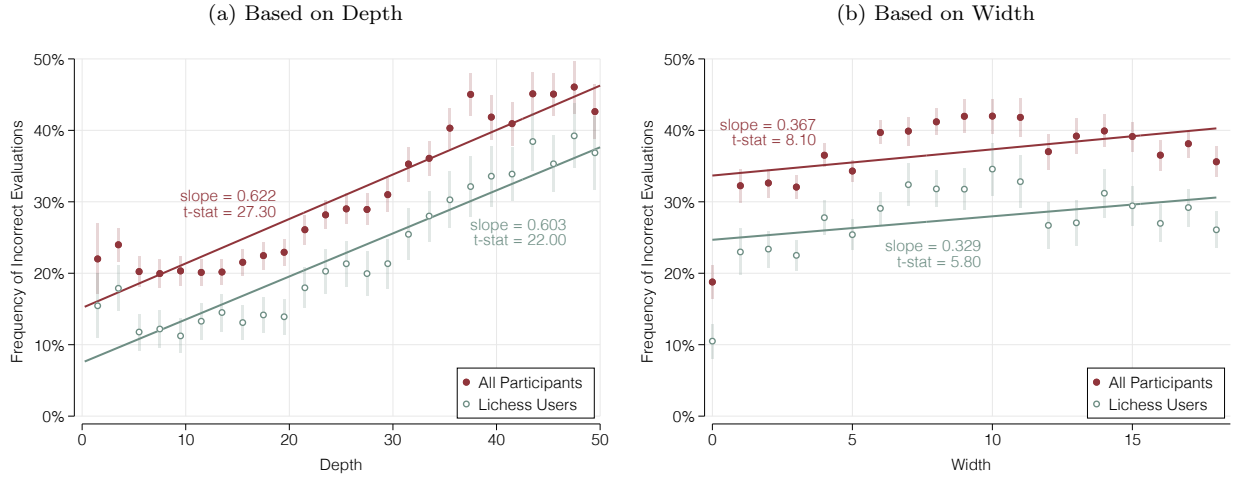 (a) Based on Depth
Frequency of Incorrect Evaluations
50%
40%
30%
20%
10%
0%
slope = 0.622
t-stat = 27.30
slope = 0.603
t-stat = 22.00
All Participants
Lichess Users
0 10 20 30 40 50
Depth
(b) Based on Width
Frequency of Incorrect Evaluations
50%
40%
30%
20%
10%
0%
slope = 0.367
t-stat = 8.10
slope = 0.329
t-stat = 5.80
All Participants
Lichess Users
0 5 10 15
Width